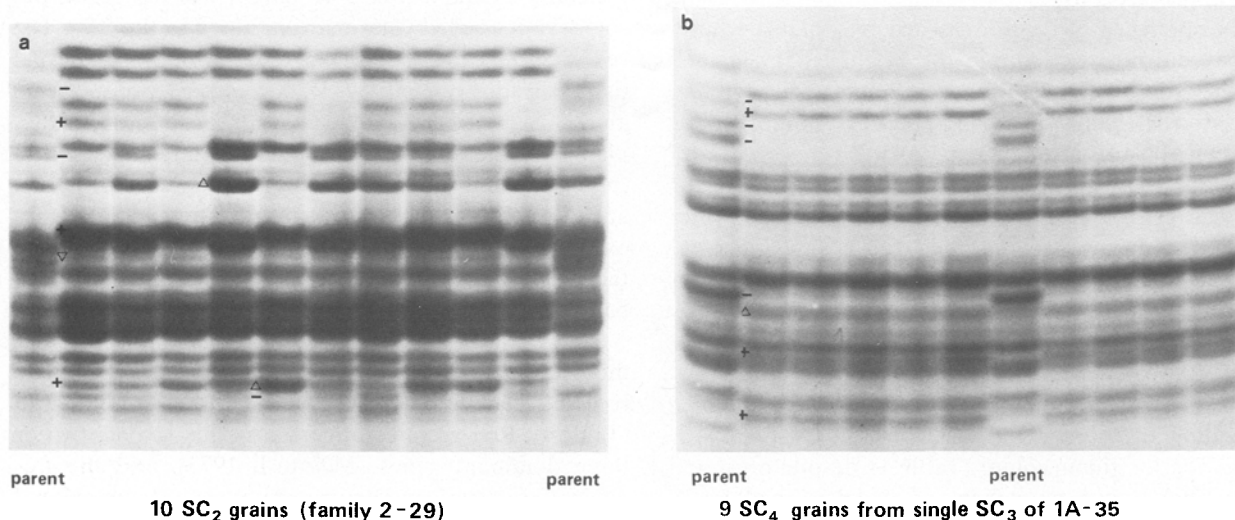 a
b
parent
parent
parent
parent
10 SC₂ grains (family 2-29)
9 SC₄ grains from single SC₃ of 1A-35